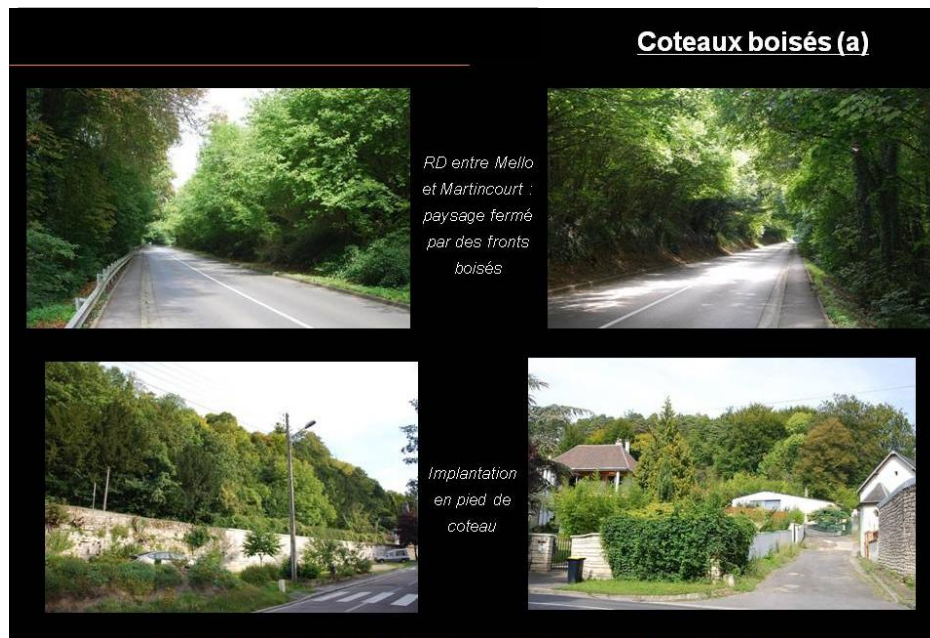 Coteaux boisés (a)
RD entre Mello
et Martincourt :
paysage fermé
par des fronts
boisés
Implantation
en pied de
coteau